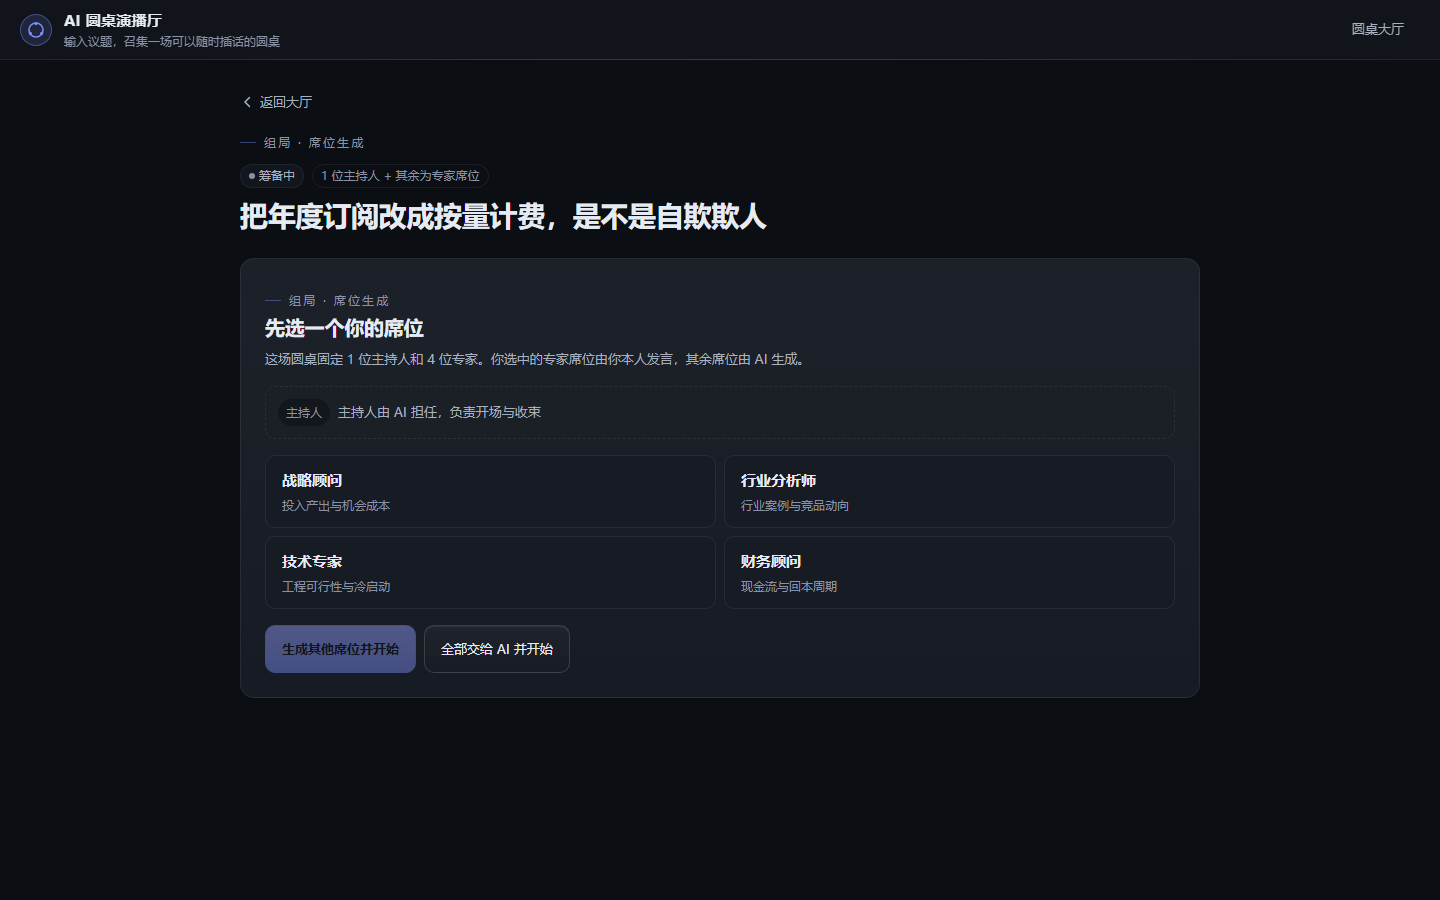 AI 圆桌演播厅
输入议题，召集一场可以随时插话的圆桌
圆桌大厅
返回大厅
组局 · 席位生成
筹备中
1 位主持人 + 其余为专家席位
把年度订阅改成按量计费，是不是自欺欺人
组局 · 席位生成
先选一个你的席位
这场圆桌固定 1 位主持人和 4 位专家。你选中的专家席位由你本人发言，其余席位由 AI 生成。
主持人
主持人由 AI 担任，负责开场与收束
战略顾问
投入产出与机会成本
行业分析师
行业案例与竞品动向
技术专家
工程可行性与冷启动
财务顾问
现金流与回本周期
生成其他席位并开始
全部交给 AI 并开始